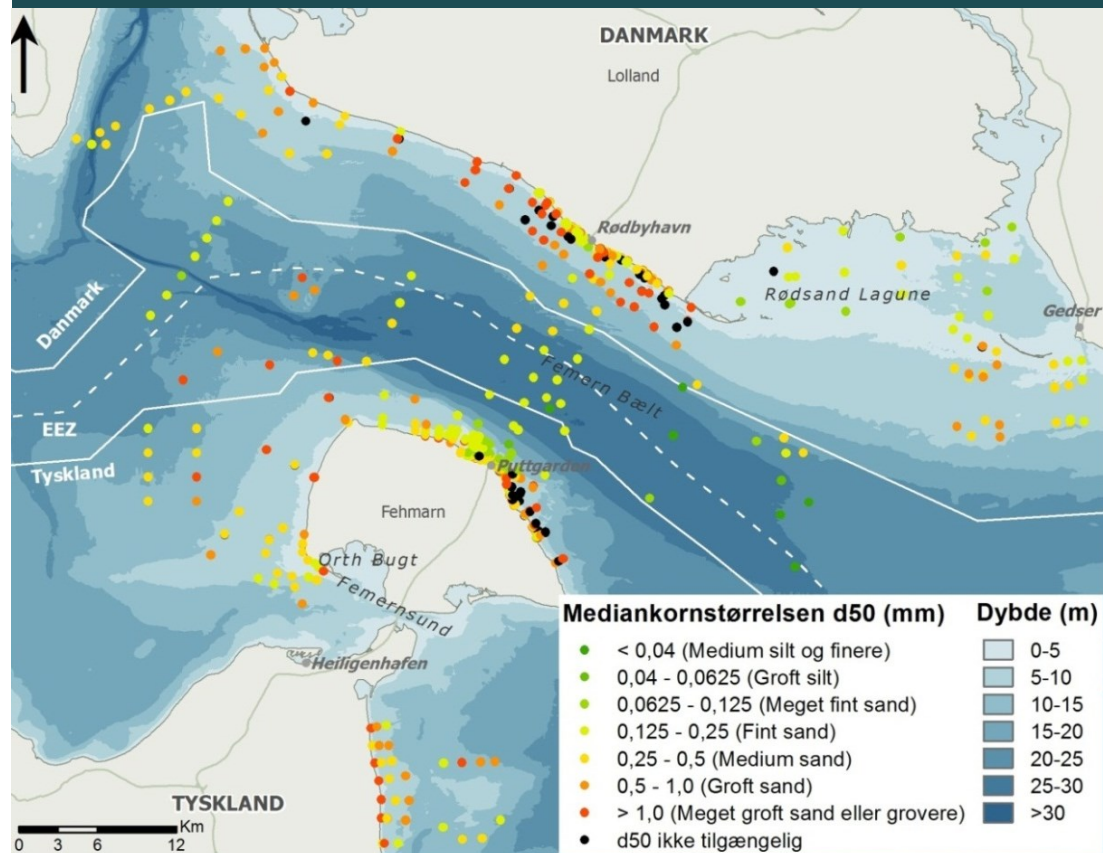 DANMARK
Lolland
Rødbyhavn
Rødsand Lagune
Gedser
Danmark
Femern Bælt
EEZ
Tyskland
Puttgarden
Fehmarn
Orth Bugt
Femernsund
Heiligenhafen
TYSKLAND
Km
0 3 6 12
Mediankornstørrelsen d50 (mm)
< 0,04 (Medium silt og finere)
0,04 - 0,0625 (Groft silt)
0,0625 - 0,125 (Meget fint sand)
0,125 - 0,25 (Fint sand)
0,25 - 0,5 (Medium sand)
0,5 - 1,0 (Groft sand)
> 1,0 (Meget groft sand eller grovere)
d50 ikke tilgængelig
Dybde (m)
0-5
5-10
10-15
15-20
20-25
25-30
>30